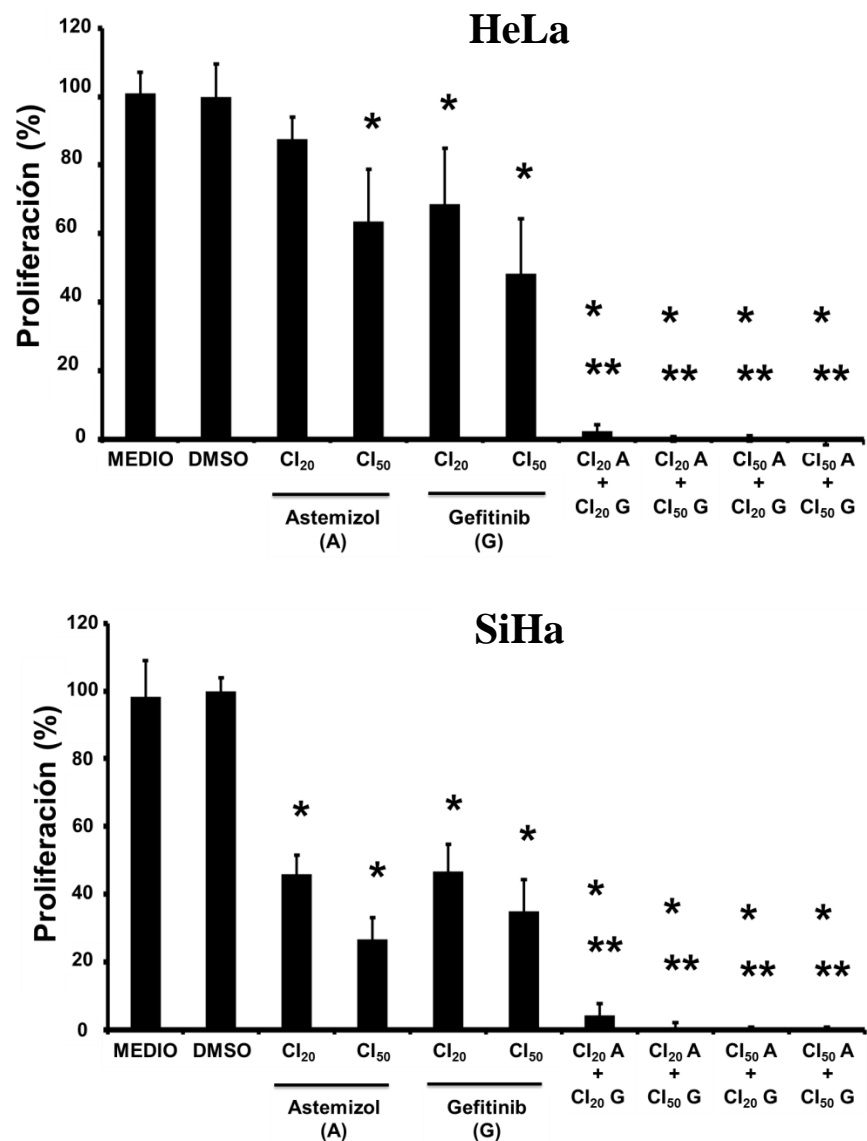 HeLa
Proliferación (%)
120
100
80
60
40
20
0
* * *
* * * *
** ** ** **
MEDIO DMSO CI20 CI50 CI20 CI50 CI20 A + CI20 G CI20 A + CI50 G CI50 A + CI20 G CI50 A + CI50 G
Astemizol (A) Gefitinib (G)
SiHa
Proliferación (%)
120
100
80
60
40
20
0
* * * *
* * * *
** ** ** **
MEDIO DMSO CI20 CI50 CI20 CI50 CI20 A + CI20 G CI20 A + CI50 G CI50 A + CI20 G CI50 A + CI50 G
Astemizol (A) Gefitinib (G)